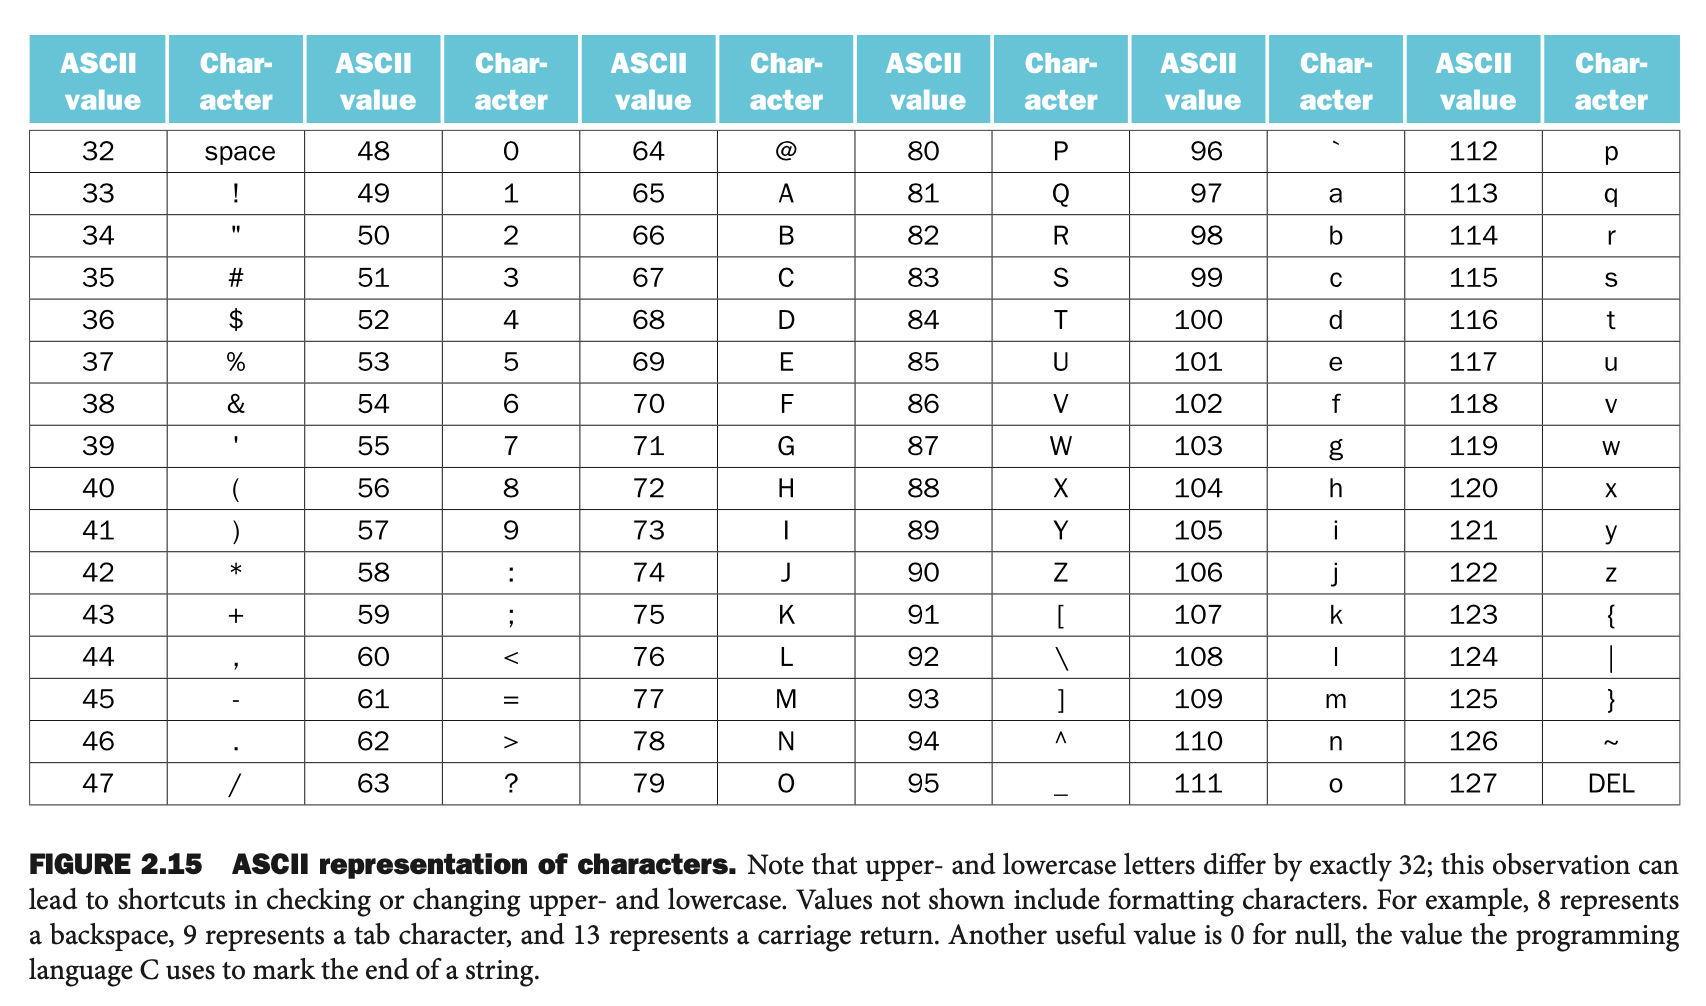 ASCII value Char-acter ASCII value Char-acter ASCII value Char-acter ASCII value Char-acter ASCII value Char-acter ASCII value Char-acter
32 space 48 0 64 @ 80 P 96 ` 112 p
33 ! 49 1 65 A 81 Q 97 a 113 q
34 " 50 2 66 B 82 R 98 b 114 r
35 # 51 3 67 C 83 S 99 c 115 s
36 $ 52 4 68 D 84 T 100 d 116 t
37 % 53 5 69 E 85 U 101 e 117 u
38 & 54 6 70 F 86 V 102 f 118 v
39 ' 55 7 71 G 87 W 103 g 119 w
40 ( 56 8 72 H 88 X 104 h 120 x
41 ) 57 9 73 I 89 Y 105 i 121 y
42 * 58 : 74 J 90 Z 106 j 122 z
43 + 59 ; 75 K 91 [ 107 k 123 {
44 , 60 < 76 L 92 \ 108 l 124 |
45 - 61 = 77 M 93 ] 109 m 125 }
46 . 62 > 78 N 94 ^ 110 n 126 ~
47 / 63 ? 79 O 95 _ 111 o 127 DEL
FIGURE 2.15 ASCII representation of characters. Note that upper- and lowercase letters differ by exactly 32; this observation can
lead to shortcuts in checking or changing upper- and lowercase. Values not shown include formatting characters. For example, 8 represents
a backspace, 9 represents a tab character, and 13 represents a carriage return. Another useful value is 0 for null, the value the programming
language C uses to mark the end of a string.